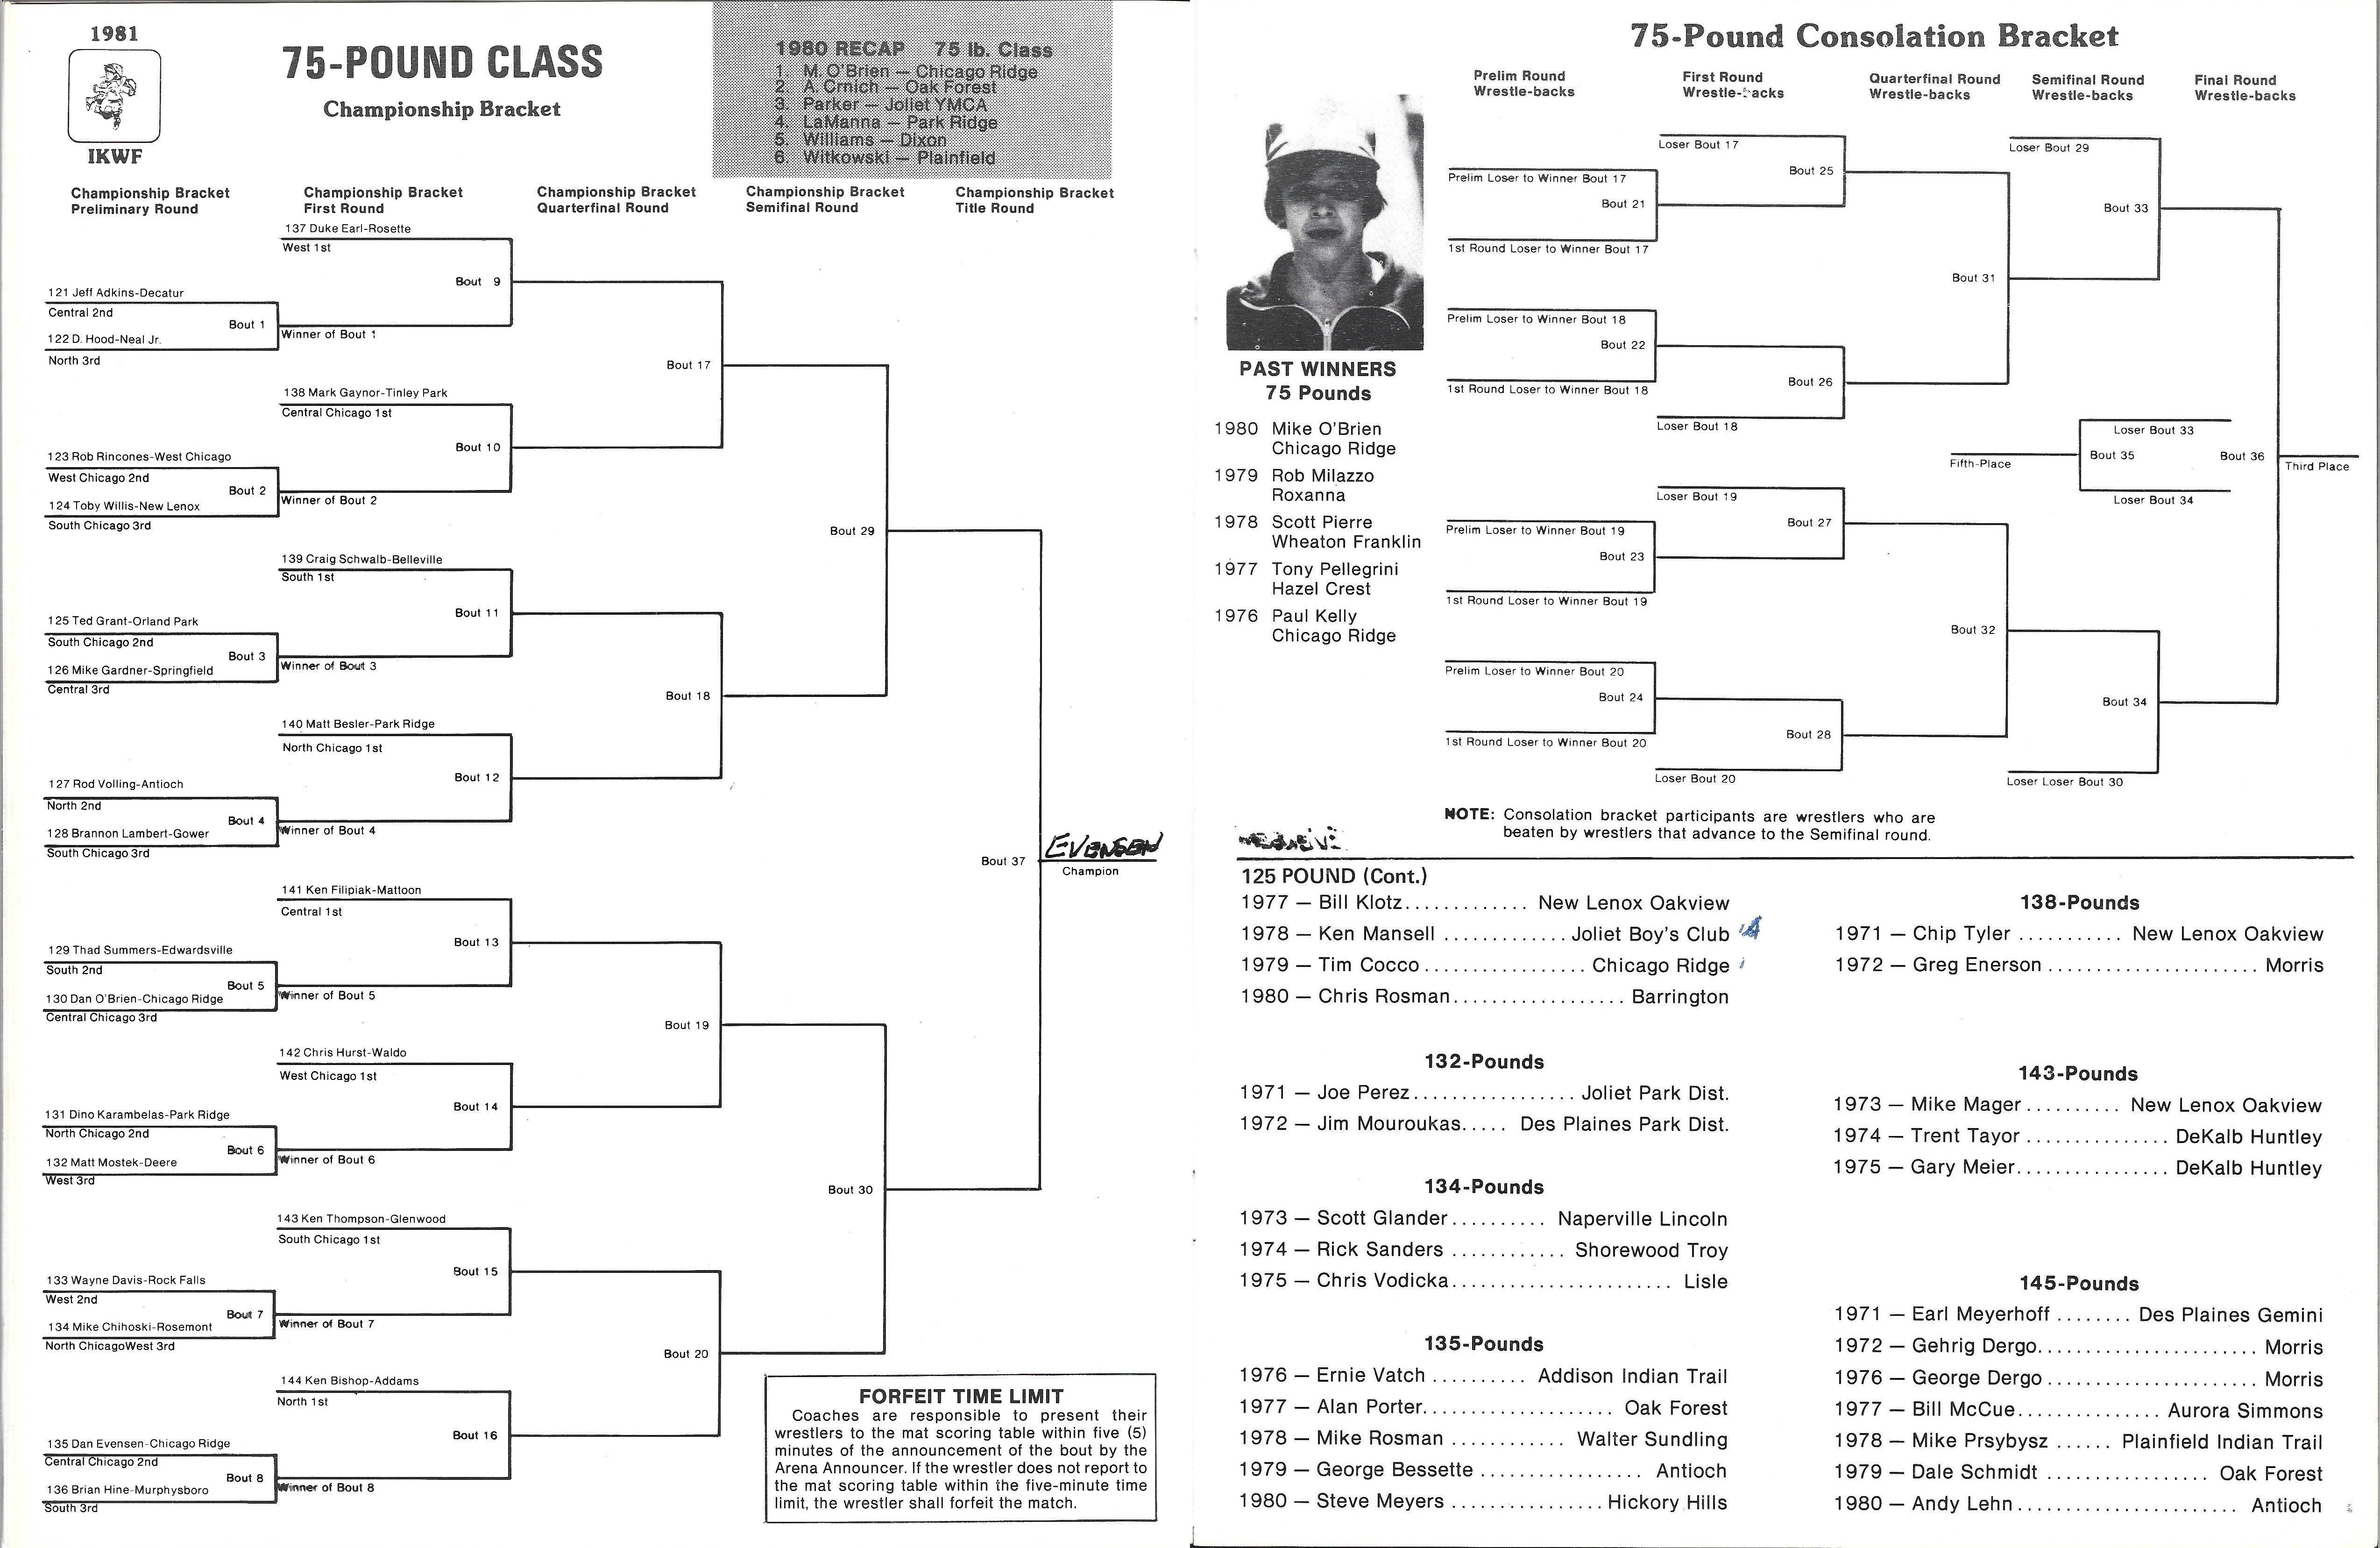 1981
IKWF
75-POUND CLASS
Championship Bracket
1980 RECAP 75 lb. Class
1. M. O'Brien — Chicago Ridge
2. A. Crnich — Oak Forest
3. Parker — Joliet YMCA
4. LaManna — Park Ridge
5. Williams — Dixon
6. Witkowski — Plainfield
Championship Bracket
Preliminary Round
Championship Bracket
First Round
Championship Bracket
Quarterfinal Round
Championship Bracket
Semifinal Round
Championship Bracket
Title Round
137 Duke Earl-Rosette
West 1st
Bout 9
121 Jeff Adkins-Decatur
Central 2nd
Bout 1
122 D. Hood-Neal Jr.
North 3rd
Winner of Bout 1
Bout 17
138 Mark Gaynor-Tinley Park
Central Chicago 1st
Bout 10
123 Rob Rincones-West Chicago
West Chicago 2nd
Bout 2
124 Toby Willis-New Lenox
South Chicago 3rd
Winner of Bout 2
Bout 29
139 Craig Schwalb-Belleville
South 1st
Bout 11
125 Ted Grant-Orland Park
South Chicago 2nd
Bout 3
126 Mike Gardner-Springfield
Central 3rd
Winner of Bout 3
Bout 18
140 Matt Besler-Park Ridge
North Chicago 1st
Bout 12
127 Rod Volling-Antioch
North 2nd
Bout 4
128 Brannon Lambert-Gower
South Chicago 3rd
Winner of Bout 4
Bout 37
EVENSEN
Champion
141 Ken Filipiak-Mattoon
Central 1st
Bout 13
129 Thad Summers-Edwardsville
South 2nd
Bout 5
130 Dan O'Brien-Chicago Ridge
Central Chicago 3rd
Winner of Bout 5
Bout 19
142 Chris Hurst-Waldo
West Chicago 1st
Bout 14
131 Dino Karambelas-Park Ridge
North Chicago 2nd
Bout 6
132 Matt Mostek-Deere
West 3rd
Winner of Bout 6
Bout 30
143 Ken Thompson-Glenwood
South Chicago 1st
Bout 15
133 Wayne Davis-Rock Falls
West 2nd
Bout 7
134 Mike Chihoski-Rosemont
North ChicagoWest 3rd
Winner of Bout 7
Bout 20
144 Ken Bishop-Addams
North 1st
Bout 16
135 Dan Evensen-Chicago Ridge
Central Chicago 2nd
Bout 8
136 Brian Hine-Murphysboro
South 3rd
Winner of Bout 8
FORFEIT TIME LIMIT
Coaches are responsible to present their
wrestlers to the mat scoring table within five (5)
minutes of the announcement of the bout by the
Arena Announcer. If the wrestler does not report to
the mat scoring table within the five-minute time
limit, the wrestler shall forfeit the match.
75-Pound Consolation Bracket
Prelim Round
Wrestle-backs
First Round
Wrestle-backs
Quarterfinal Round
Wrestle-backs
Semifinal Round
Wrestle-backs
Final Round
Wrestle-backs
PAST WINNERS
75 Pounds
1980 Mike O'Brien
Chicago Ridge
1979 Rob Milazzo
Roxanna
1978 Scott Pierre
Wheaton Franklin
1977 Tony Pellegrini
Hazel Crest
1976 Paul Kelly
Chicago Ridge
Loser Bout 17
Bout 25
Prelim Loser to Winner Bout 17
Bout 21
1st Round Loser to Winner Bout 17
Loser Bout 29
Bout 33
Bout 31
Prelim Loser to Winner Bout 18
Bout 22
1st Round Loser to Winner Bout 18
Bout 26
Loser Bout 18
Loser Bout 33
Fifth-Place
Bout 35
Bout 36
Third Place
Loser Bout 34
Loser Bout 19
Bout 27
Prelim Loser to Winner Bout 19
Bout 23
1st Round Loser to Winner Bout 19
Bout 32
Prelim Loser to Winner Bout 20
Bout 24
1st Round Loser to Winner Bout 20
Bout 28
Loser Bout 20
Bout 34
Loser Loser Bout 30
NOTE: Consolation bracket participants are wrestlers who are
beaten by wrestlers that advance to the Semifinal round.
125 POUND (Cont.)
1977 — Bill Klotz............. New Lenox Oakview
1978 — Ken Mansell ............. Joliet Boy's Club
1979 — Tim Cocco................. Chicago Ridge
1980 — Chris Rosman.................. Barrington
132-Pounds
1971 — Joe Perez................. Joliet Park Dist.
1972 — Jim Mouroukas..... Des Plaines Park Dist.
134-Pounds
1973 — Scott Glander.......... Naperville Lincoln
1974 — Rick Sanders ............ Shorewood Troy
1975 — Chris Vodicka....................... Lisle
135-Pounds
1976 — Ernie Vatch .......... Addison Indian Trail
1977 — Alan Porter.................... Oak Forest
1978 — Mike Rosman ............ Walter Sundling
1979 — George Bessette ................. Antioch
1980 — Steve Meyers ................ Hickory Hills
138-Pounds
1971 — Chip Tyler ........... New Lenox Oakview
1972 — Greg Enerson ...................... Morris
143-Pounds
1973 — Mike Mager.......... New Lenox Oakview
1974 — Trent Tayor ............... DeKalb Huntley
1975 — Gary Meier................ DeKalb Huntley
145-Pounds
1971 — Earl Meyerhoff ........ Des Plaines Gemini
1972 — Gehrig Dergo....................... Morris
1976 — George Dergo ...................... Morris
1977 — Bill McCue............... Aurora Simmons
1978 — Mike Prsybysz ...... Plainfield Indian Trail
1979 — Dale Schmidt ................. Oak Forest
1980 — Andy Lehn....................... Antioch